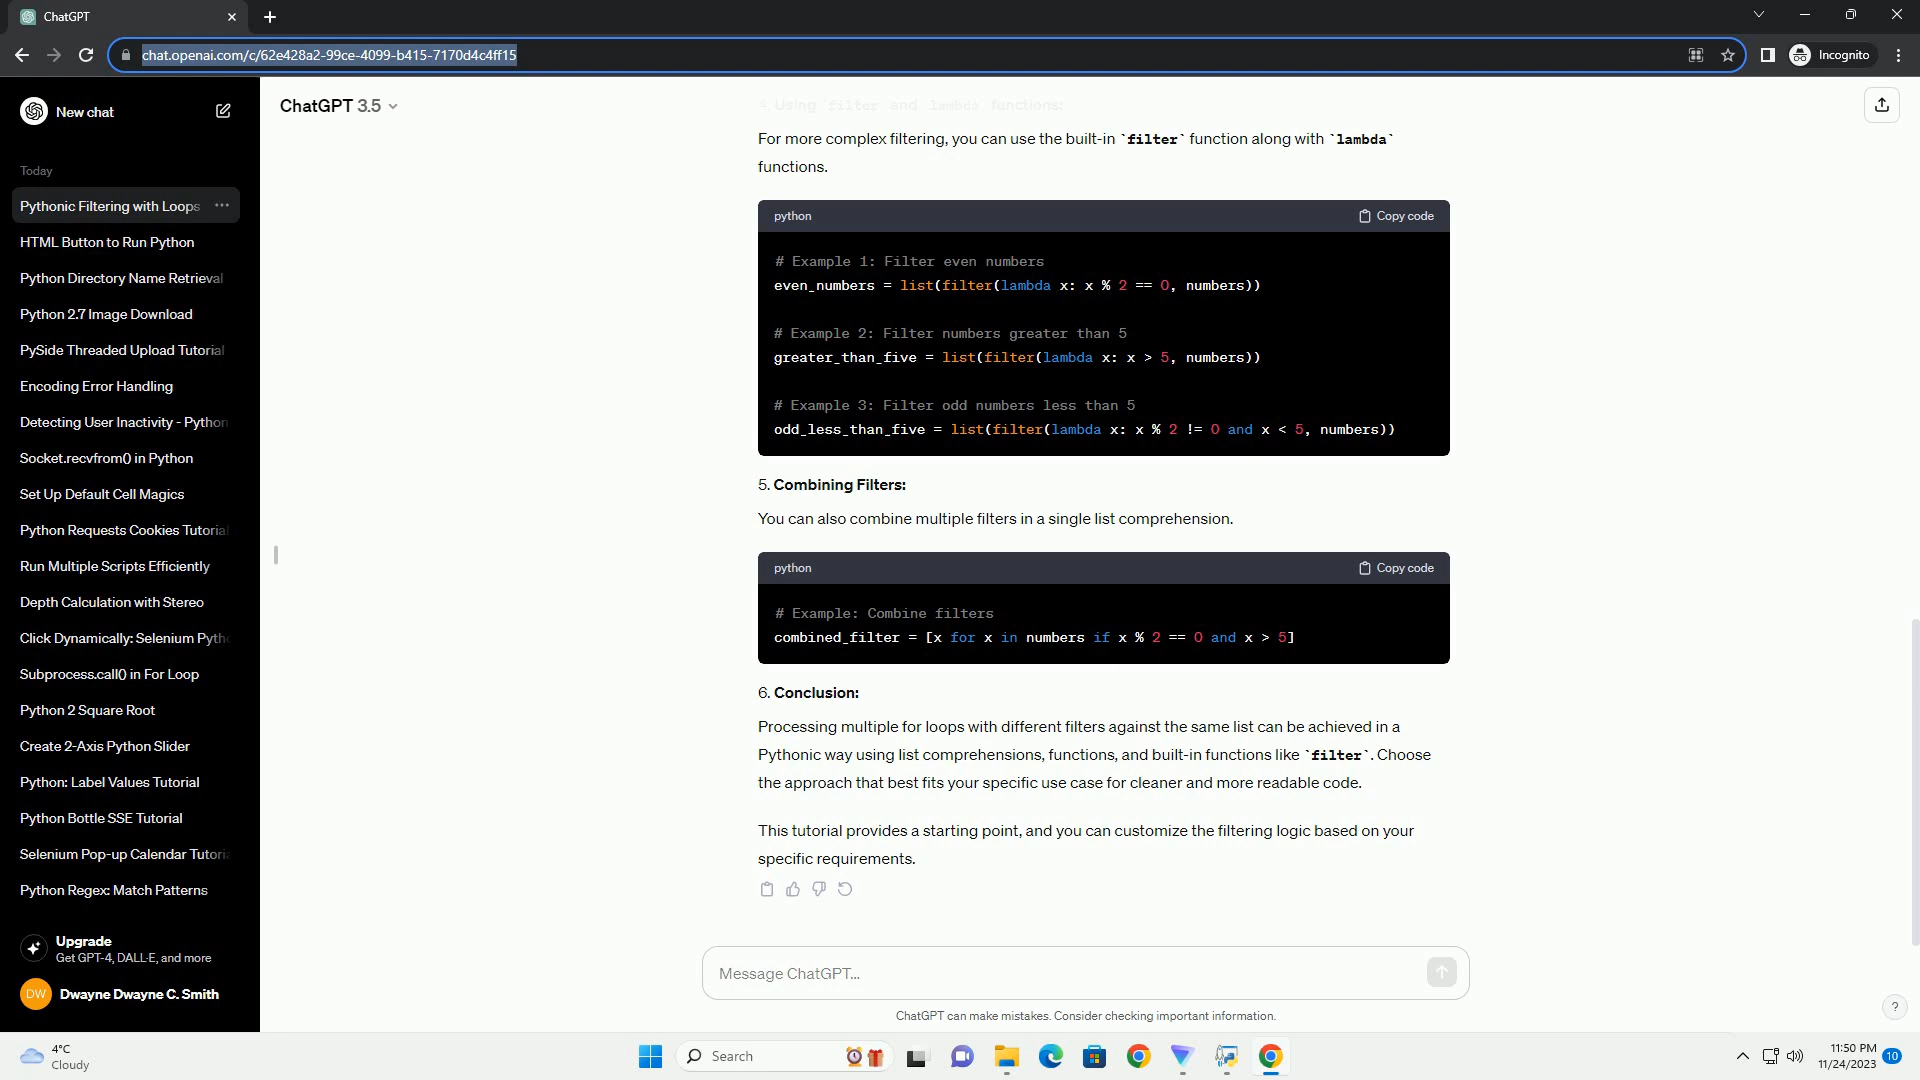 ChatGPT
chat.openai.com/c/62e428a2-99ce-4099-b415-7170d4c4ff15
Incognito
New chat
Today
Pythonic Filtering with Loops
HTML Button to Run Python
Python Directory Name Retrieval
Python 2.7 Image Download
PySide Threaded Upload Tutorial
Encoding Error Handling
Detecting User Inactivity - Python
Socket.recvfrom() in Python
Set Up Default Cell Magics
Python Requests Cookies Tutorial
Run Multiple Scripts Efficiently
Depth Calculation with Stereo
Click Dynamically: Selenium Pytho
Subprocess.call() in For Loop
Python 2 Square Root
Create 2-Axis Python Slider
Python: Label Values Tutorial
Python Bottle SSE Tutorial
Selenium Pop-up Calendar Tutoria
Python Regex: Match Patterns
Upgrade
Get GPT-4, DALL·E, and more
DW
Dwayne Dwayne C. Smith
ChatGPT 3.5
4. Using filter and lambda functions:
For more complex filtering, you can use the built-in `filter` function along with `lambda`
functions.
python
Copy code
# Example 1: Filter even numbers
even_numbers = list(filter(lambda x: x % 2 == 0, numbers))
# Example 2: Filter numbers greater than 5
greater_than_five = list(filter(lambda x: x > 5, numbers))
# Example 3: Filter odd numbers less than 5
odd_less_than_five = list(filter(lambda x: x % 2 != 0 and x < 5, numbers))
5. Combining Filters:
You can also combine multiple filters in a single list comprehension.
python
Copy code
# Example: Combine filters
combined_filter = [x for x in numbers if x % 2 == 0 and x > 5]
6. Conclusion:
Processing multiple for loops with different filters against the same list can be achieved in a
Pythonic way using list comprehensions, functions, and built-in functions like `filter`. Choose
the approach that best fits your specific use case for cleaner and more readable code.
This tutorial provides a starting point, and you can customize the filtering logic based on your
specific requirements.
Message ChatGPT...
ChatGPT can make mistakes. Consider checking important information.
?
4°C
Cloudy
Search
11:50 PM
11/24/2023
10